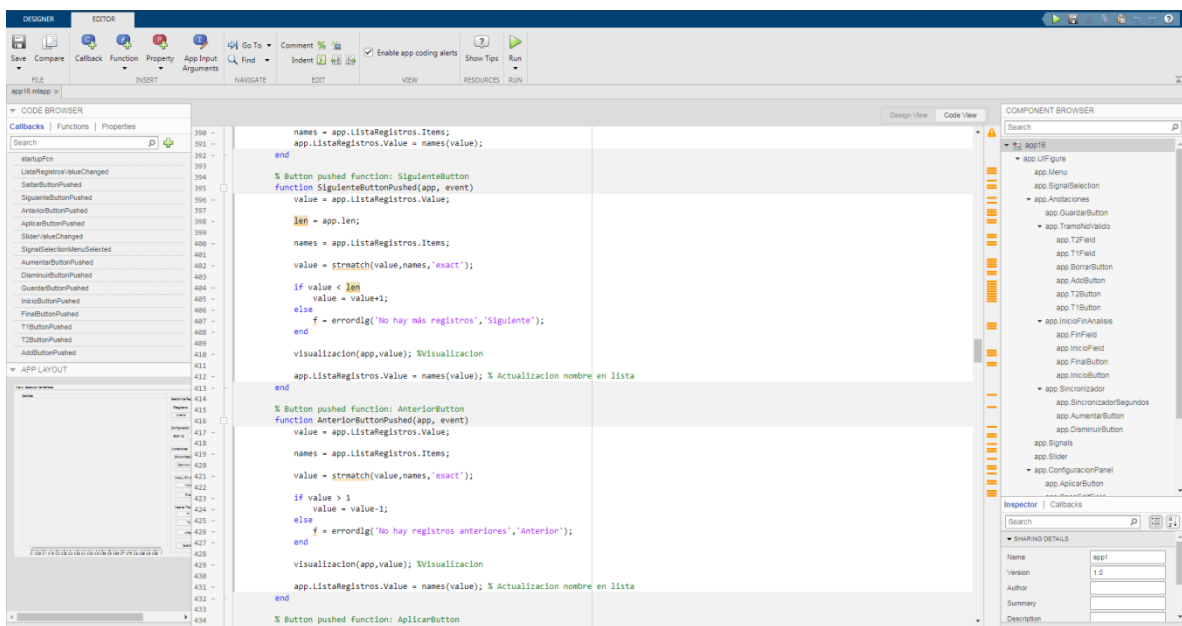 DESIGNER EDITOR
Save Compare Callback Function Property App Input Arguments
Go To
Find
Comment %
Indent
Enable app coding alerts
Show Tips Run
FILE INSERT NAVIGATE EDIT VIEW RESOURCES RUN
app16.mlapp ×
CODE BROWSER
Callbacks | Functions | Properties
Search
startupFcn
ListaRegistrosValueChanged
SaltarButtonPushed
SiguienteButtonPushed
AnteriorButtonPushed
AplicarButtonPushed
SliderValueChanged
SignalSelectionMenuSelected
AumentarButtonPushed
DisminuirButtonPushed
GuardarButtonPushed
InicioButtonPushed
FinalButtonPushed
T1ButtonPushed
T2ButtonPushed
AddButtonPushed
APP LAYOUT
Design View Code View
390 names = app.ListaRegistros.Items;
391 app.ListaRegistros.Value = names(value);
392 end
393
394 % Button pushed function: SiguienteButton
395 function SiguienteButtonPushed(app, event)
396 value = app.ListaRegistros.Value;
397
398 len = app.len;
399
400 names = app.ListaRegistros.Items;
401
402 value = strmatch(value,names,'exact');
403
404 if value < len
405 value = value+1;
406 else
407 f = errordlg('No hay más registros','Siguiente');
408 end
409
410 visualizacion(app,value); %Visualizacion
411
412 app.ListaRegistros.Value = names(value); % Actualizacion nombre en lista
413 end
414
415 % Button pushed function: AnteriorButton
416 function AnteriorButtonPushed(app, event)
417 value = app.ListaRegistros.Value;
418
419 names = app.ListaRegistros.Items;
420
421 value = strmatch(value,names,'exact');
422
423 if value > 1
424 value = value-1;
425 else
426 f = errordlg('No hay registros anteriores','Anterior');
427 end
428
429 visualizacion(app,value); %Visualizacion
430
431 app.ListaRegistros.Value = names(value); % Actualizacion nombre en lista
432 end
433
434 % Button pushed function: AplicarButton
COMPONENT BROWSER
Search
app16
app.UIFigure
app.Menu
app.SignalSelection
app.Anotaciones
app.GuardarButton
app.TramoNoValido
app.T2Field
app.T1Field
app.BorrarButton
app.AddButton
app.T2Button
app.T1Button
app.InicioFinAnalisis
app.FinField
app.InicioField
app.FinalButton
app.InicioButton
app.Sincronizador
app.SincronizadorSegundos
app.AumentarButton
app.DisminuirButton
app.Signals
app.Slider
app.ConfiguracionPanel
app.AplicarButton
Inspector | Callbacks
Search
SHARING DETAILS
Name app1
Version 1.0
Author
Summary
Description